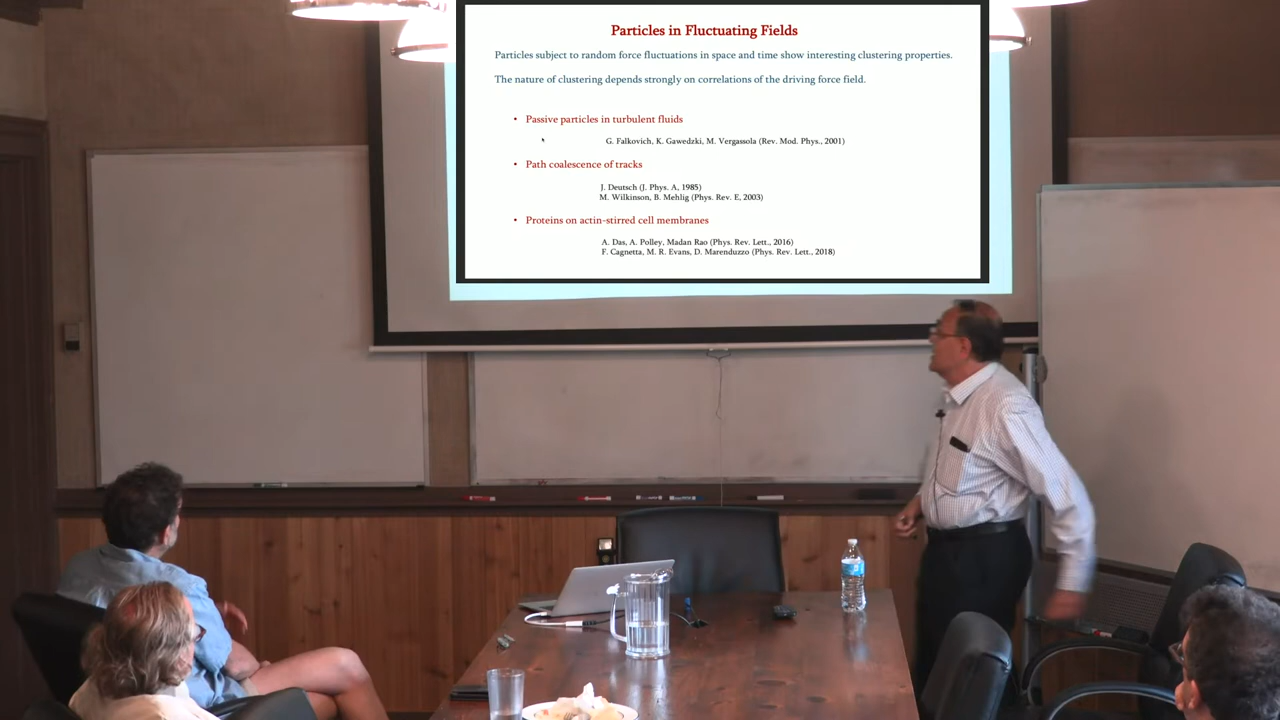 Particles in Fluctuating Fields
Particles subject to random force fluctuations in space and time show interesting clustering properties.
The nature of clustering depends strongly on correlations of the driving force field.
• Passive particles in turbulent fluids
G. Falkovich, K. Gawedzki, M. Vergassola (Rev. Mod. Phys., 2001)
• Path coalescence of tracks
J. Deutsch (J. Phys. A, 1985)
M. Wilkinson, B. Mehlig (Phys. Rev. E, 2003)
• Proteins on actin-stirred cell membranes
A. Das, A. Polley, Madan Rao (Phys. Rev. Lett., 2016)
F. Cagnetta, M. R. Evans, D. Marenduzzo (Phys. Rev. Lett., 2018)